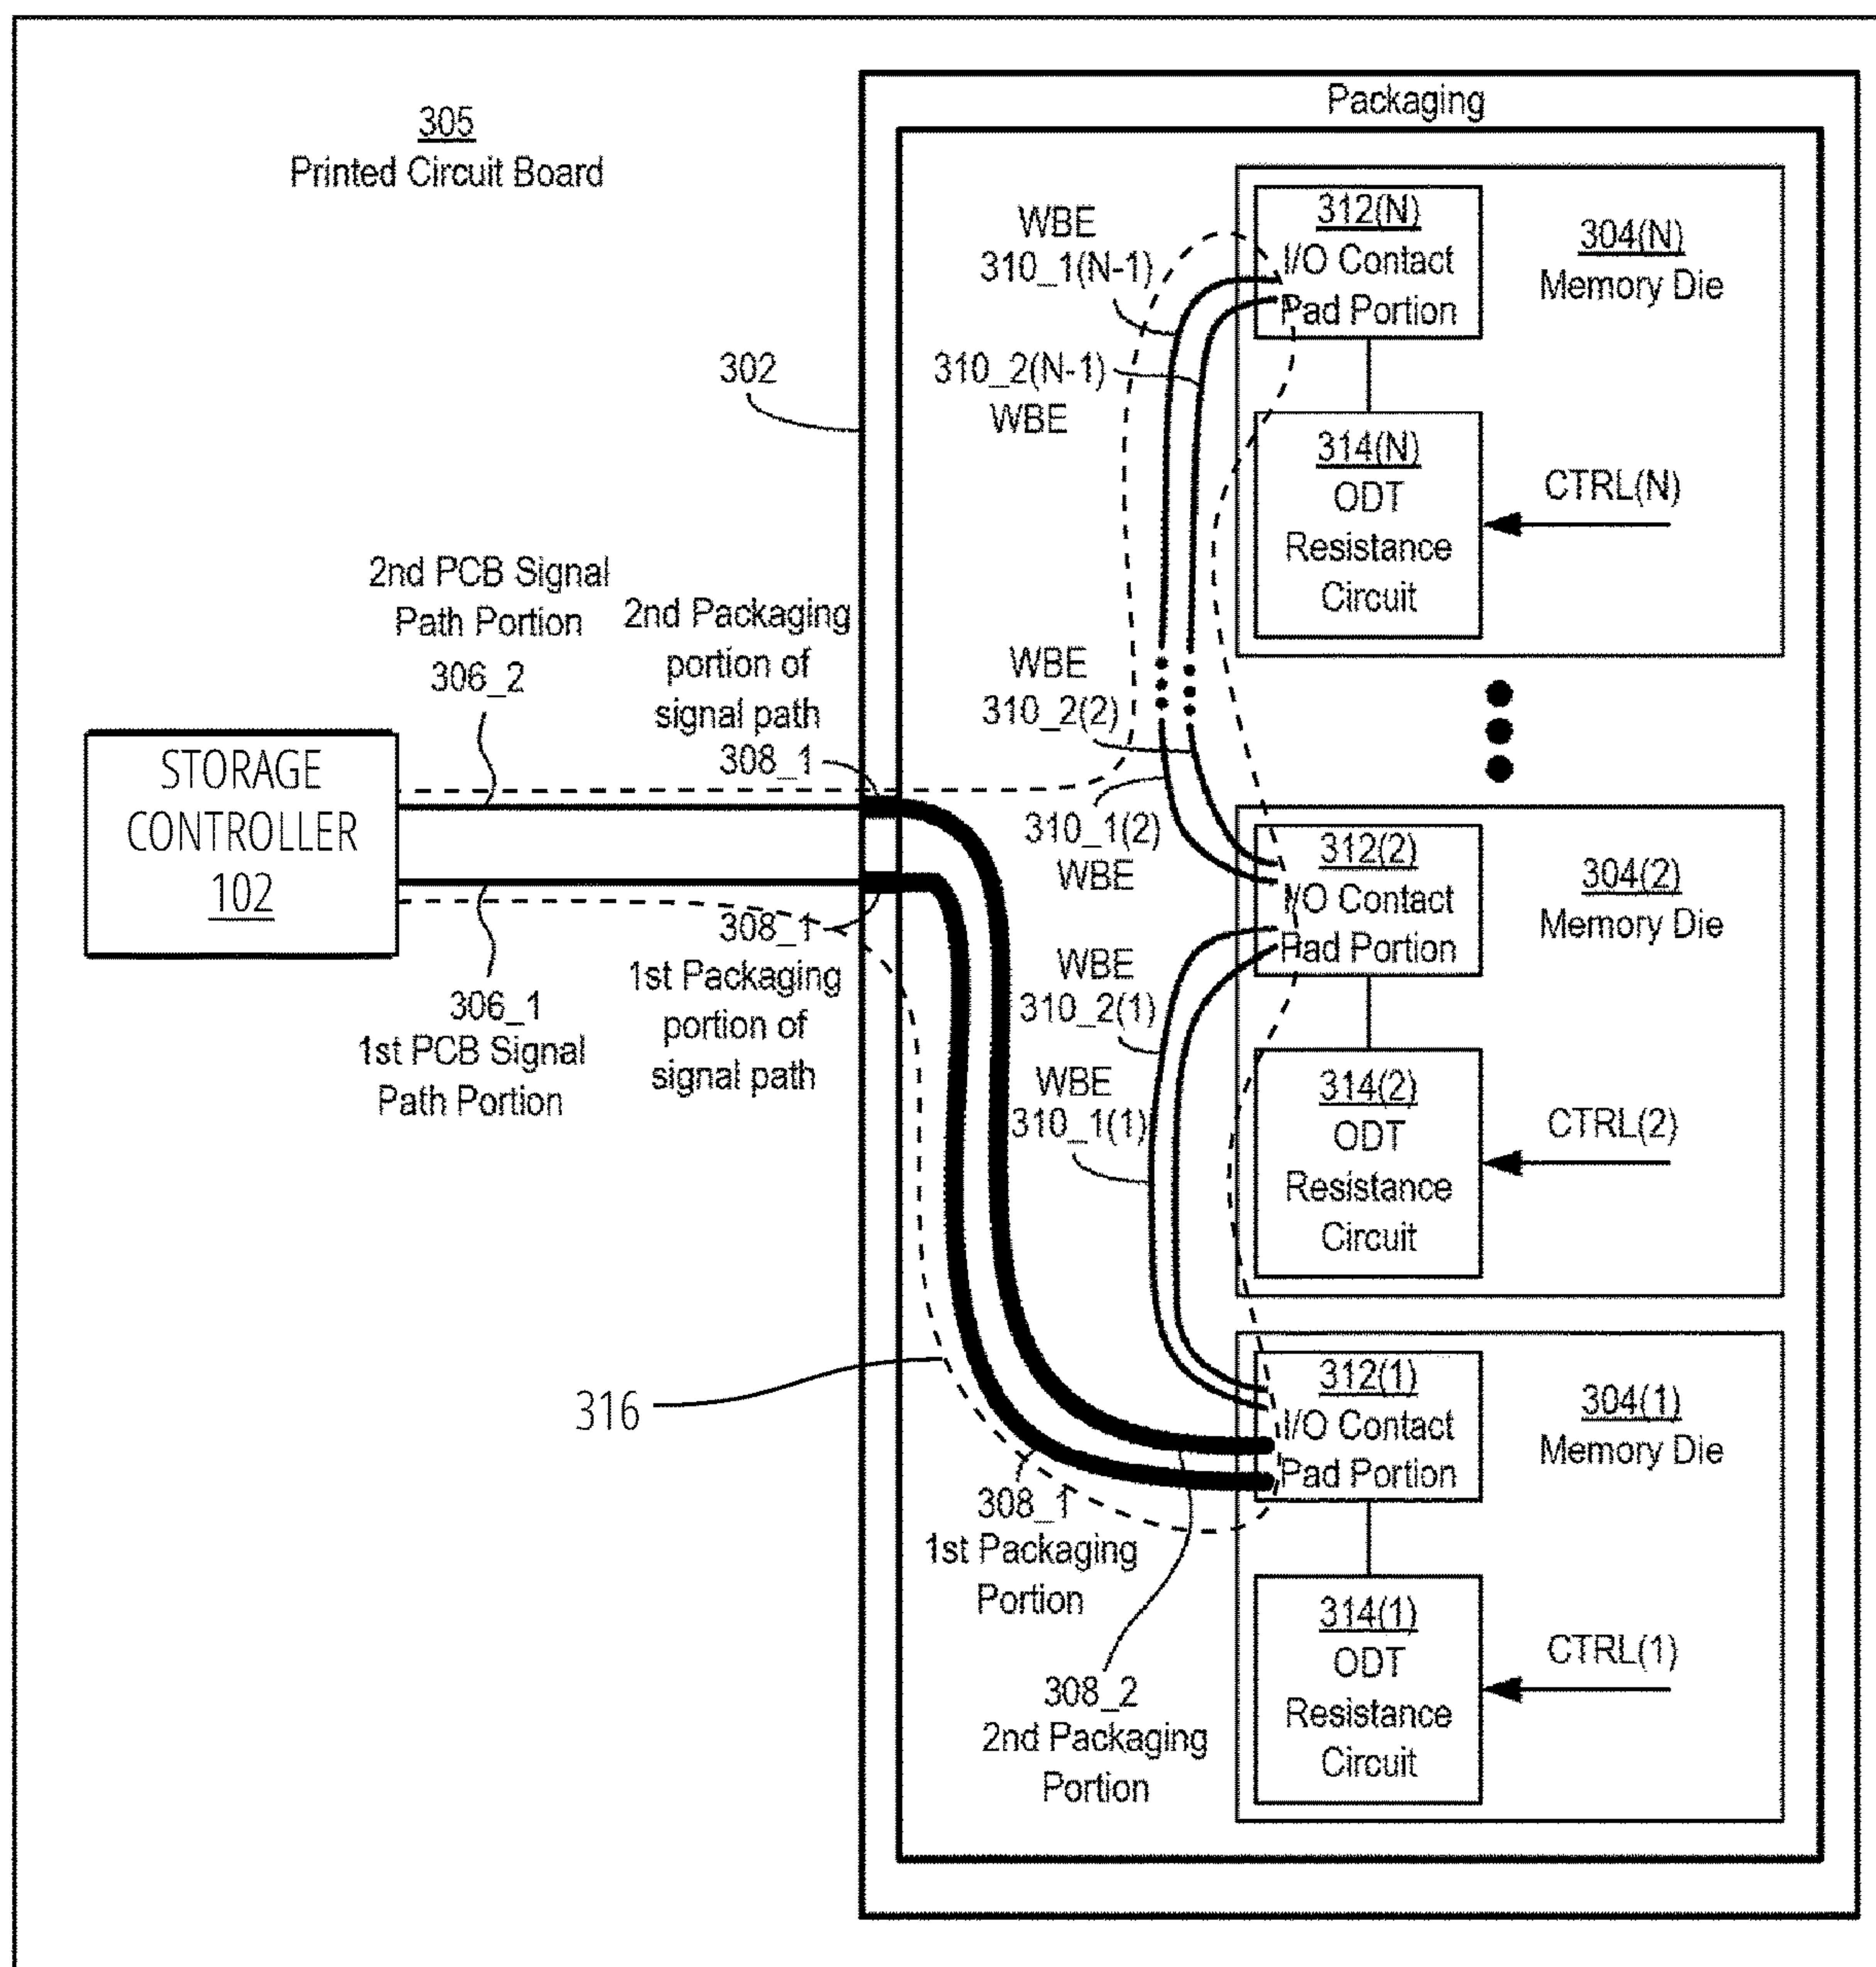 Packaging
305
Printed Circuit Board
312(N)
I/O Contact
Pad Portion
304(N)
Memory Die
WBE
310_1(N-1)
302
310_2(N-1)
WBE
314(N)
ODT
Resistance
Circuit
CTRL(N)
2nd PCB Signal
Path Portion
306_2
2nd Packaging
portion of
signal path
308_1
WBE
310_2(2)
STORAGE
CONTROLLER
102
310_1(2)
WBE
312(2)
I/O Contact
Pad Portion
304(2)
Memory Die
308_1
1st Packaging
portion of
signal path
306_1
1st PCB Signal
Path Portion
WBE
310_2(1)
WBE
310_1(1)
314(2)
ODT
Resistance
Circuit
CTRL(2)
316
312(1)
I/O Contact
Pad Portion
304(1)
Memory Die
308_1
1st Packaging
Portion
308_2
2nd Packaging
Portion
314(1)
ODT
Resistance
Circuit
CTRL(1)